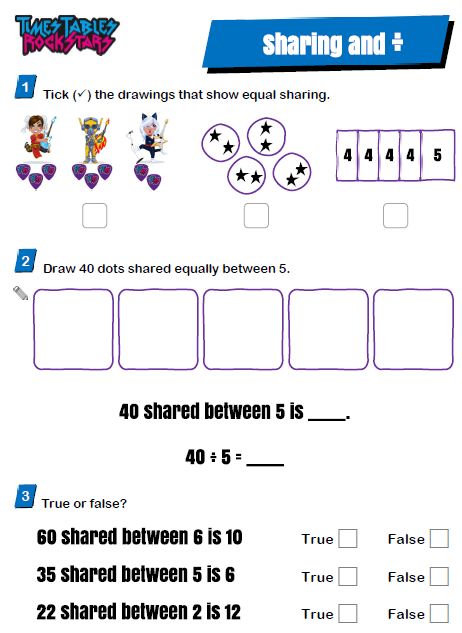 TIMES TABLES
ROCK STARS
sharing and ÷
1 Tick (✓) the drawings that show equal sharing.
4 4 4 4 5
2 Draw 40 dots shared equally between 5.
40 shared between 5 is ____.
40 ÷ 5 = ____
3 True or false?
60 shared between 6 is 10 True False
35 shared between 5 is 6 True False
22 shared between 2 is 12 True False